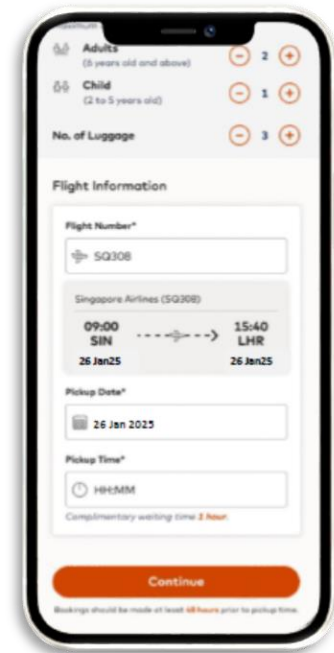 maximum
Adults
(6 years old and above)
2
Child
(2 to 5 years old)
1
No. of Luggage
3
Flight Information
Flight Number*
SQ308
Singapore Airlines (SQ308)
09:00
SIN
26 Jan25
15:40
LHR
26 Jan25
Pickup Date*
26 Jan 2025
Pickup Time*
HH:MM
Complimentary waiting time 1 hour.
Continue
Bookings should be made at least 48 hours prior to pickup time.